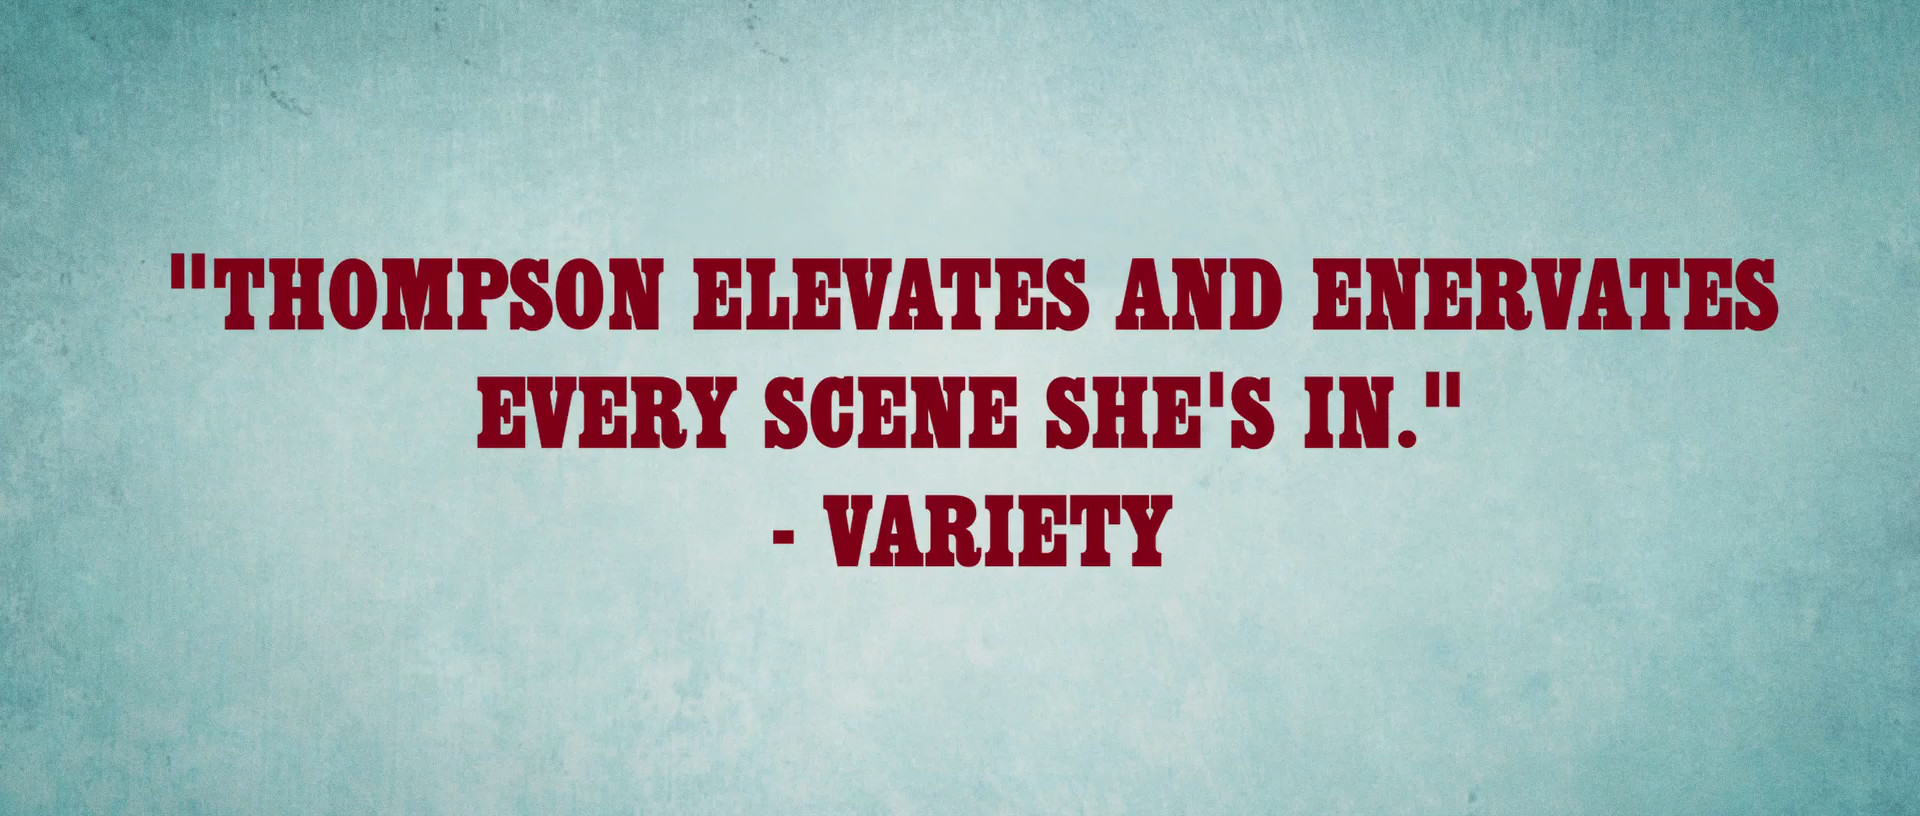 "THOMPSON ELEVATES AND ENERVATES
EVERY SCENE SHE'S IN."
- VARIETY